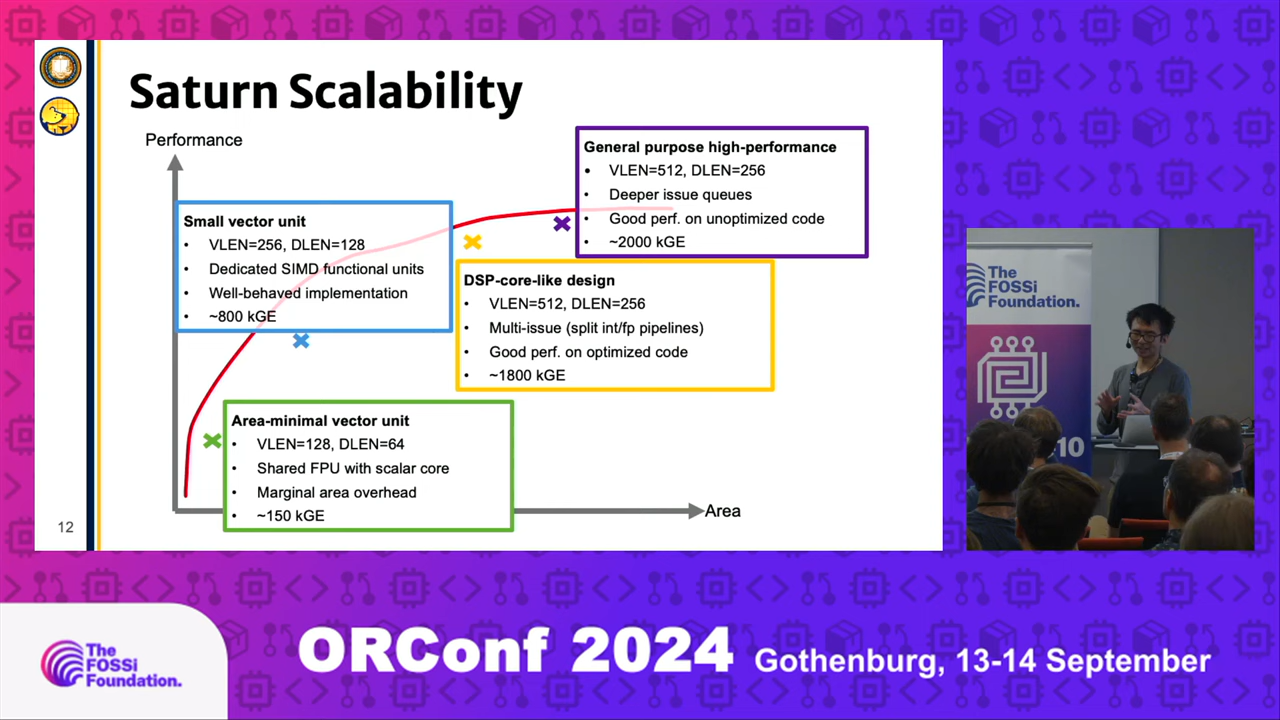 Saturn Scalability
Performance
General purpose high-performance
• VLEN=512, DLEN=256
• Deeper issue queues
• Good perf. on unoptimized code
• ~2000 kGE
Small vector unit
• VLEN=256, DLEN=128
• Dedicated SIMD functional units
• Well-behaved implementation
• ~800 kGE
DSP-core-like design
• VLEN=512, DLEN=256
• Multi-issue (split int/fp pipelines)
• Good perf. on optimized code
• ~1800 kGE
Area-minimal vector unit
• VLEN=128, DLEN=64
• Shared FPU with scalar core
• Marginal area overhead
• ~150 kGE
Area
12
The
FOSSi
Foundation.
10
The
FOSSi
Foundation.
ORConf 2024 Gothenburg, 13-14 September